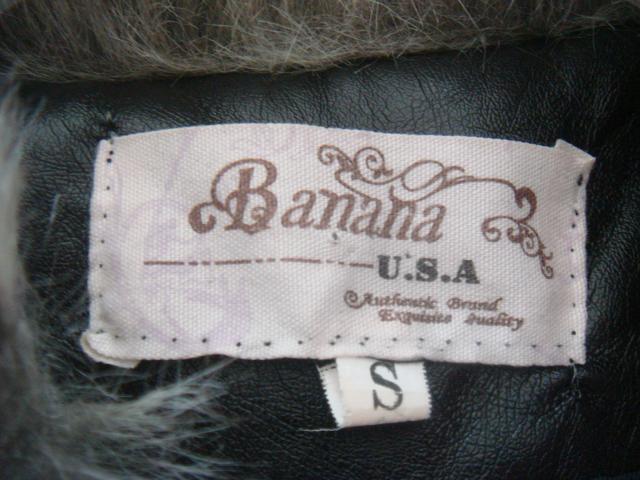 Banana
U.S.A
Authentic Brand
Exquisite Quality
S